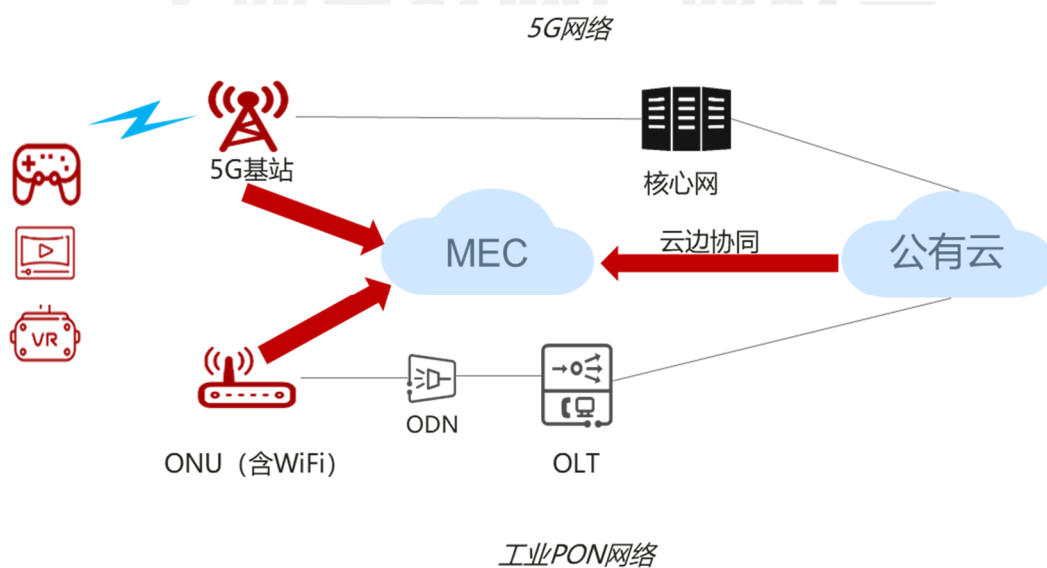 5G网络
5G基站
核心网
MEC
云边协同
公有云
VR
ODN
ONU（含WiFi）
OLT
工业PON网络